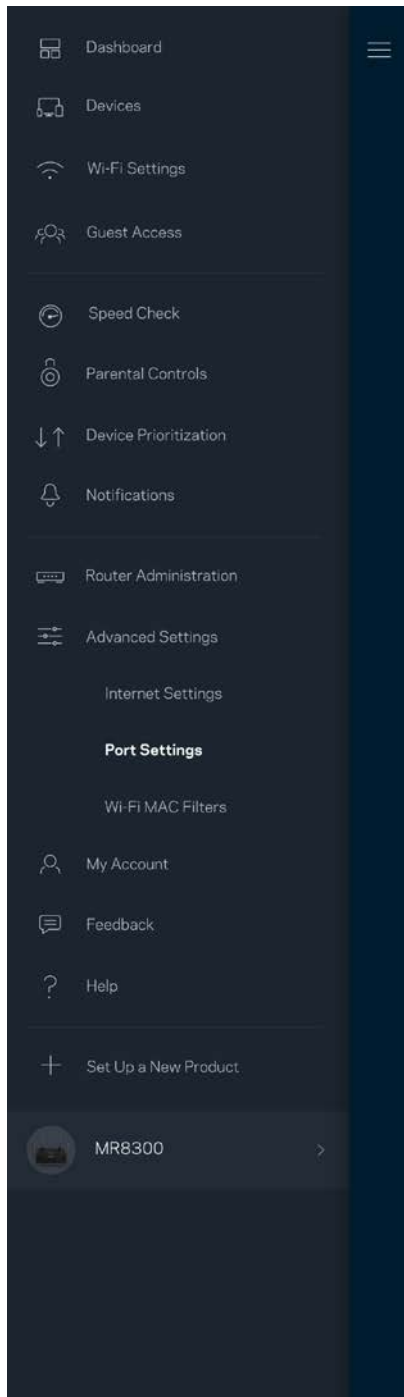 Dashboard
Devices
Wi-Fi Settings
Guest Access
Speed Check
Parental Controls
Device Prioritization
Notifications
Router Administration
Advanced Settings
Internet Settings
Port Settings
Wi-Fi MAC Filters
My Account
Feedback
Help
Set Up a New Product
MR8300